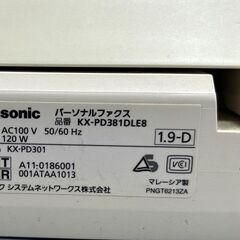 sonic パーソナルファクス
品番 KX-PD381DLE8
AC100 V 50/60 Hz
120 W
1.9-D
KX-PD301
T A11-0186001
R 001ATAA1013
VCI
システムネットワークス株式会社
マレーシア製
PNGT6213ZA